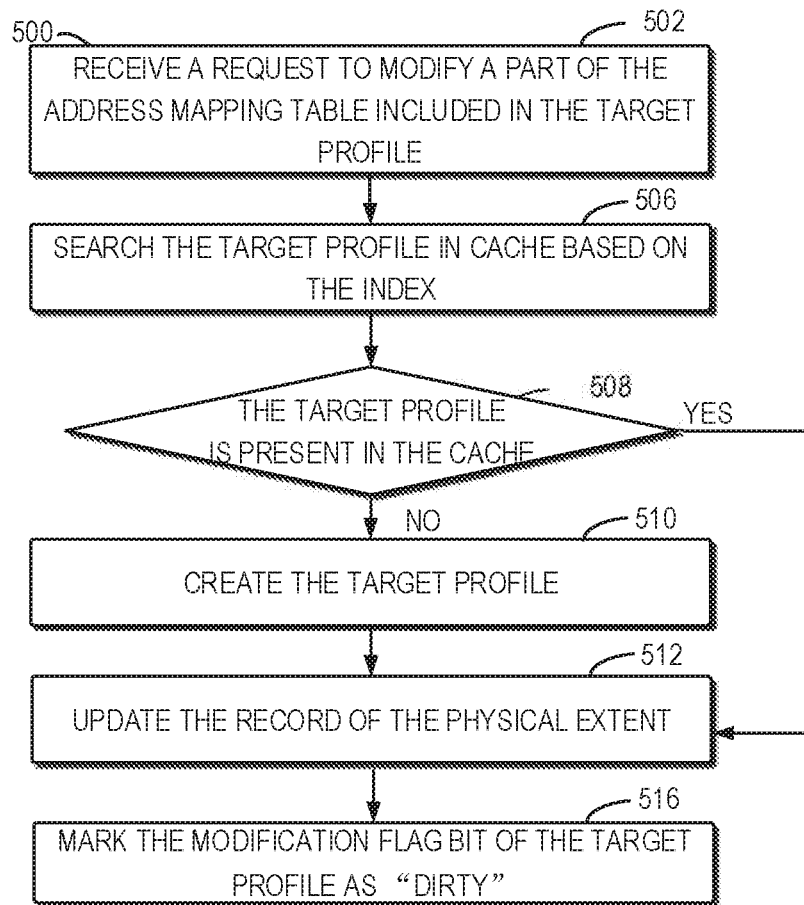 500
502
RECEIVE A REQUEST TO MODIFY A PART OF THE
ADDRESS MAPPING TABLE INCLUDED IN THE TARGET
PROFILE
506
SEARCH THE TARGET PROFILE IN CACHE BASED ON
THE INDEX
508
THE TARGET PROFILE
IS PRESENT IN THE CACHE
YES
NO
510
CREATE THE TARGET PROFILE
512
UPDATE THE RECORD OF THE PHYSICAL EXTENT
516
MARK THE MODIFICATION FLAG BIT OF THE TARGET
PROFILE AS “DIRTY”